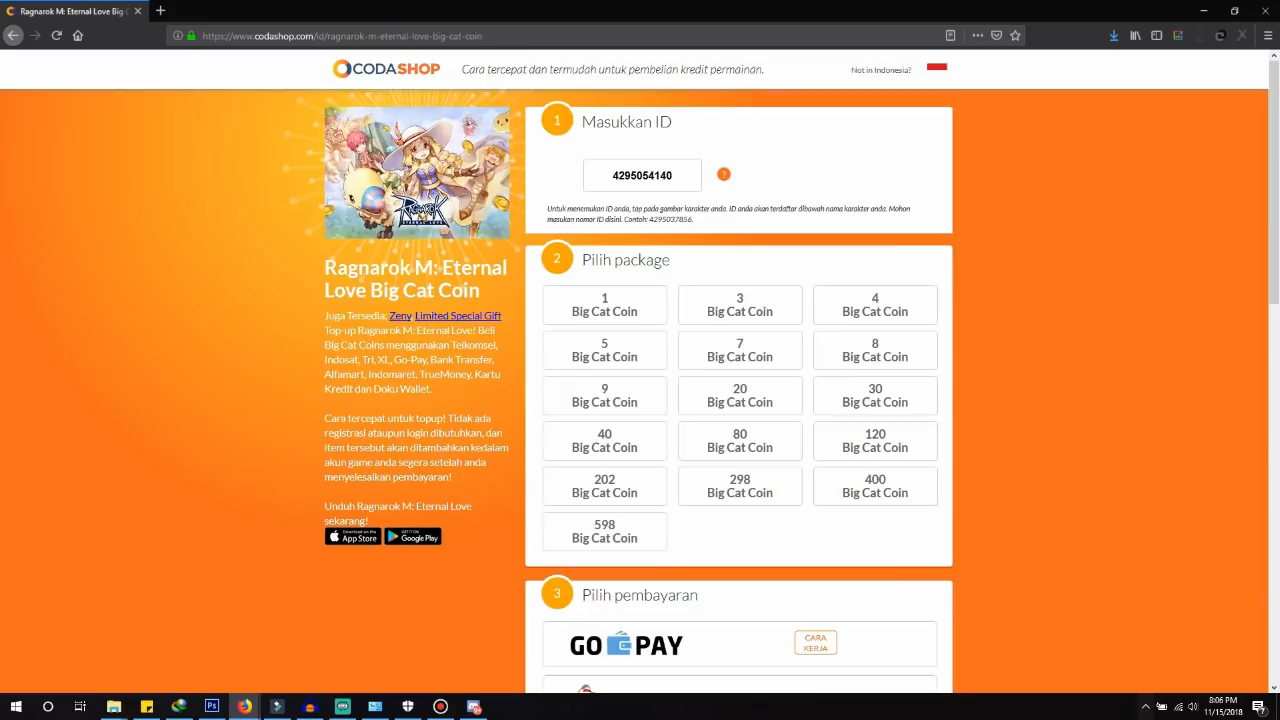 Ragnarok M: Eternal Love Big C
https://www.codashop.com/id/ragnarok-m-eternal-love-big-cat-coin
CODASHOP
Cara tercepat dan termudah untuk pembelian kredit permainan.
Not in Indonesia?
RAGNAROK
ETERNAL LOVE
Ragnarok M: Eternal
Love Big Cat Coin
Juga Tersedia: Zeny Limited Special Gift
Top-up Ragnarok M: Eternal Love! Beli
Big Cat Coins menggunakan Telkomsel,
Indosat, Tri, XL, Go-Pay, Bank Transfer,
Alfamart, Indomaret, TrueMoney, Kartu
Kredit dan Doku Wallet.
Cara tercepat untuk topup! Tidak ada
registrasi ataupun login dibutuhkan, dan
item tersebut akan ditambahkan kedalam
akun game anda segera setelah anda
menyelesaikan pembayaran!
Unduh Ragnarok M: Eternal Love
sekarang!
Download on the
App Store
GET IT ON
Google Play
1
Masukkan ID
4295054140
?
Untuk menemukan ID anda, tap pada gambar karakter anda. ID anda akan terdaftar dibawah nama karakter anda. Mohon
masukan nomor ID disini. Contoh: 4295037856.
2
Pilih package
1
Big Cat Coin
3
Big Cat Coin
4
Big Cat Coin
5
Big Cat Coin
7
Big Cat Coin
8
Big Cat Coin
9
Big Cat Coin
20
Big Cat Coin
30
Big Cat Coin
40
Big Cat Coin
80
Big Cat Coin
120
Big Cat Coin
202
Big Cat Coin
298
Big Cat Coin
400
Big Cat Coin
598
Big Cat Coin
3
Pilih pembayaran
GO PAY
CARA
KERJA
Ps
8:06 PM
11/15/2018